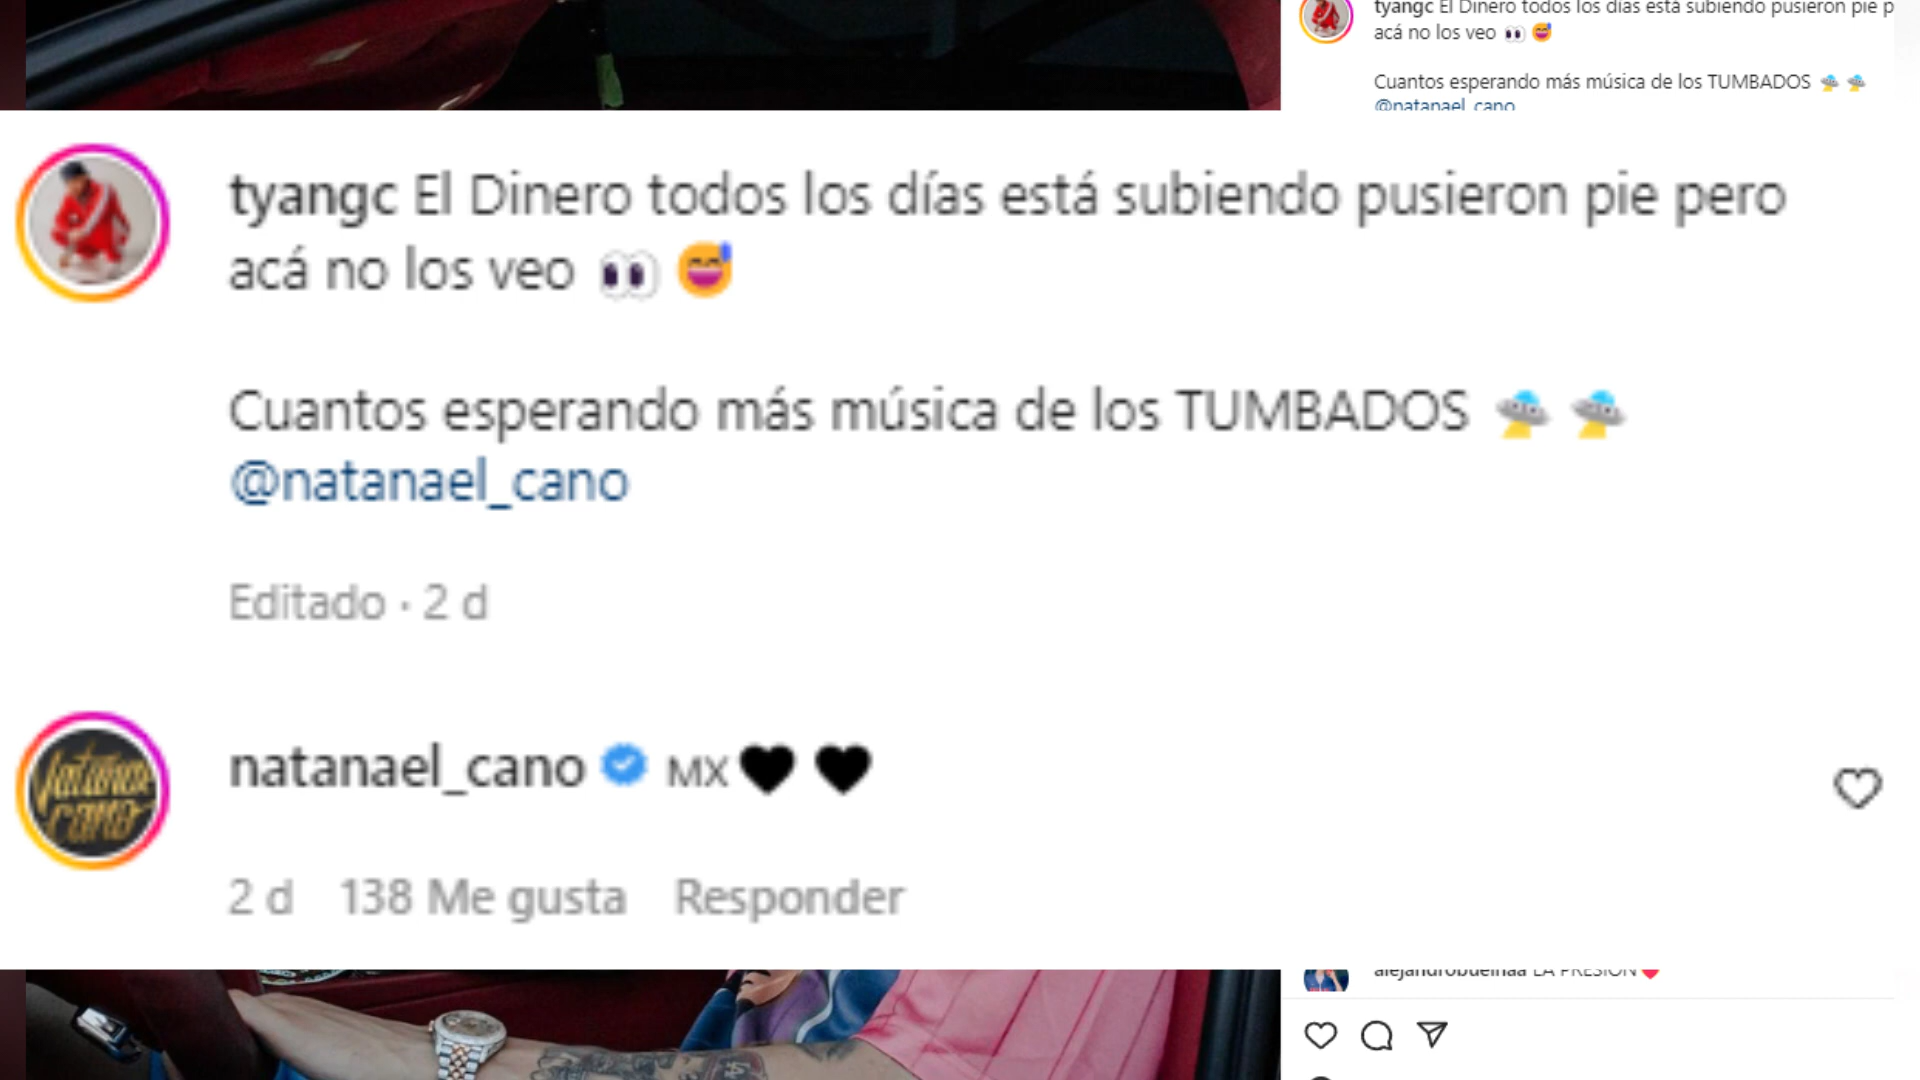 tyangc El Dinero todos los días está subiendo pusieron pie p
acá no los veo 👀 😅
Cuantos esperando más música de los TUMBADOS 🛸 🛸
@natanael_cano
tyangc El Dinero todos los días está subiendo pusieron pie pero
acá no los veo 👀 😅
Cuantos esperando más música de los TUMBADOS 🛸 🛸
@natanael_cano
Editado · 2 d
Natanael
Cano
natanael_cano MX🖤 🖤
2 d 138 Me gusta Responder
alejandrobuelnaa LA PRESION❤️